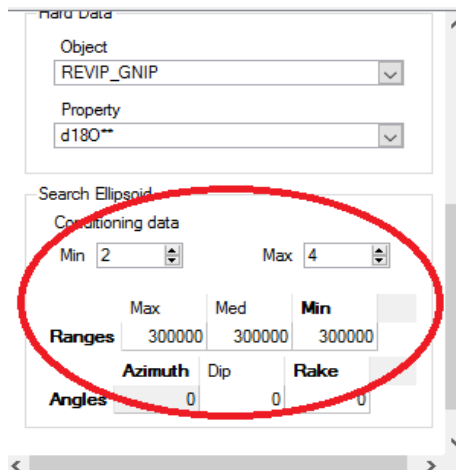 Hard Data
Object
REVIP_GNIP
Property
d18O**
Search Ellipsoid
Conditioning data
Min 2 Max 4
Max Med Min
Ranges 300000 300000 300000
Azimuth Dip Rake
Angles 0 0 0